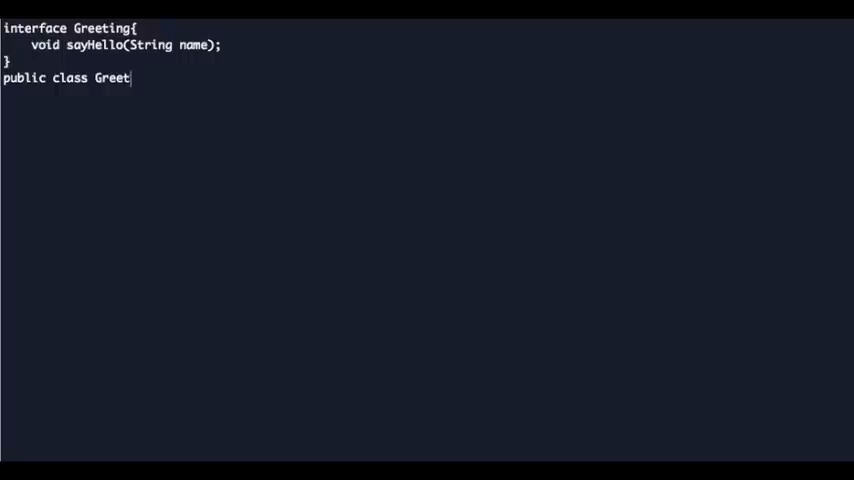 interface Greeting{
    void sayHello(String name);
}
public class Greet